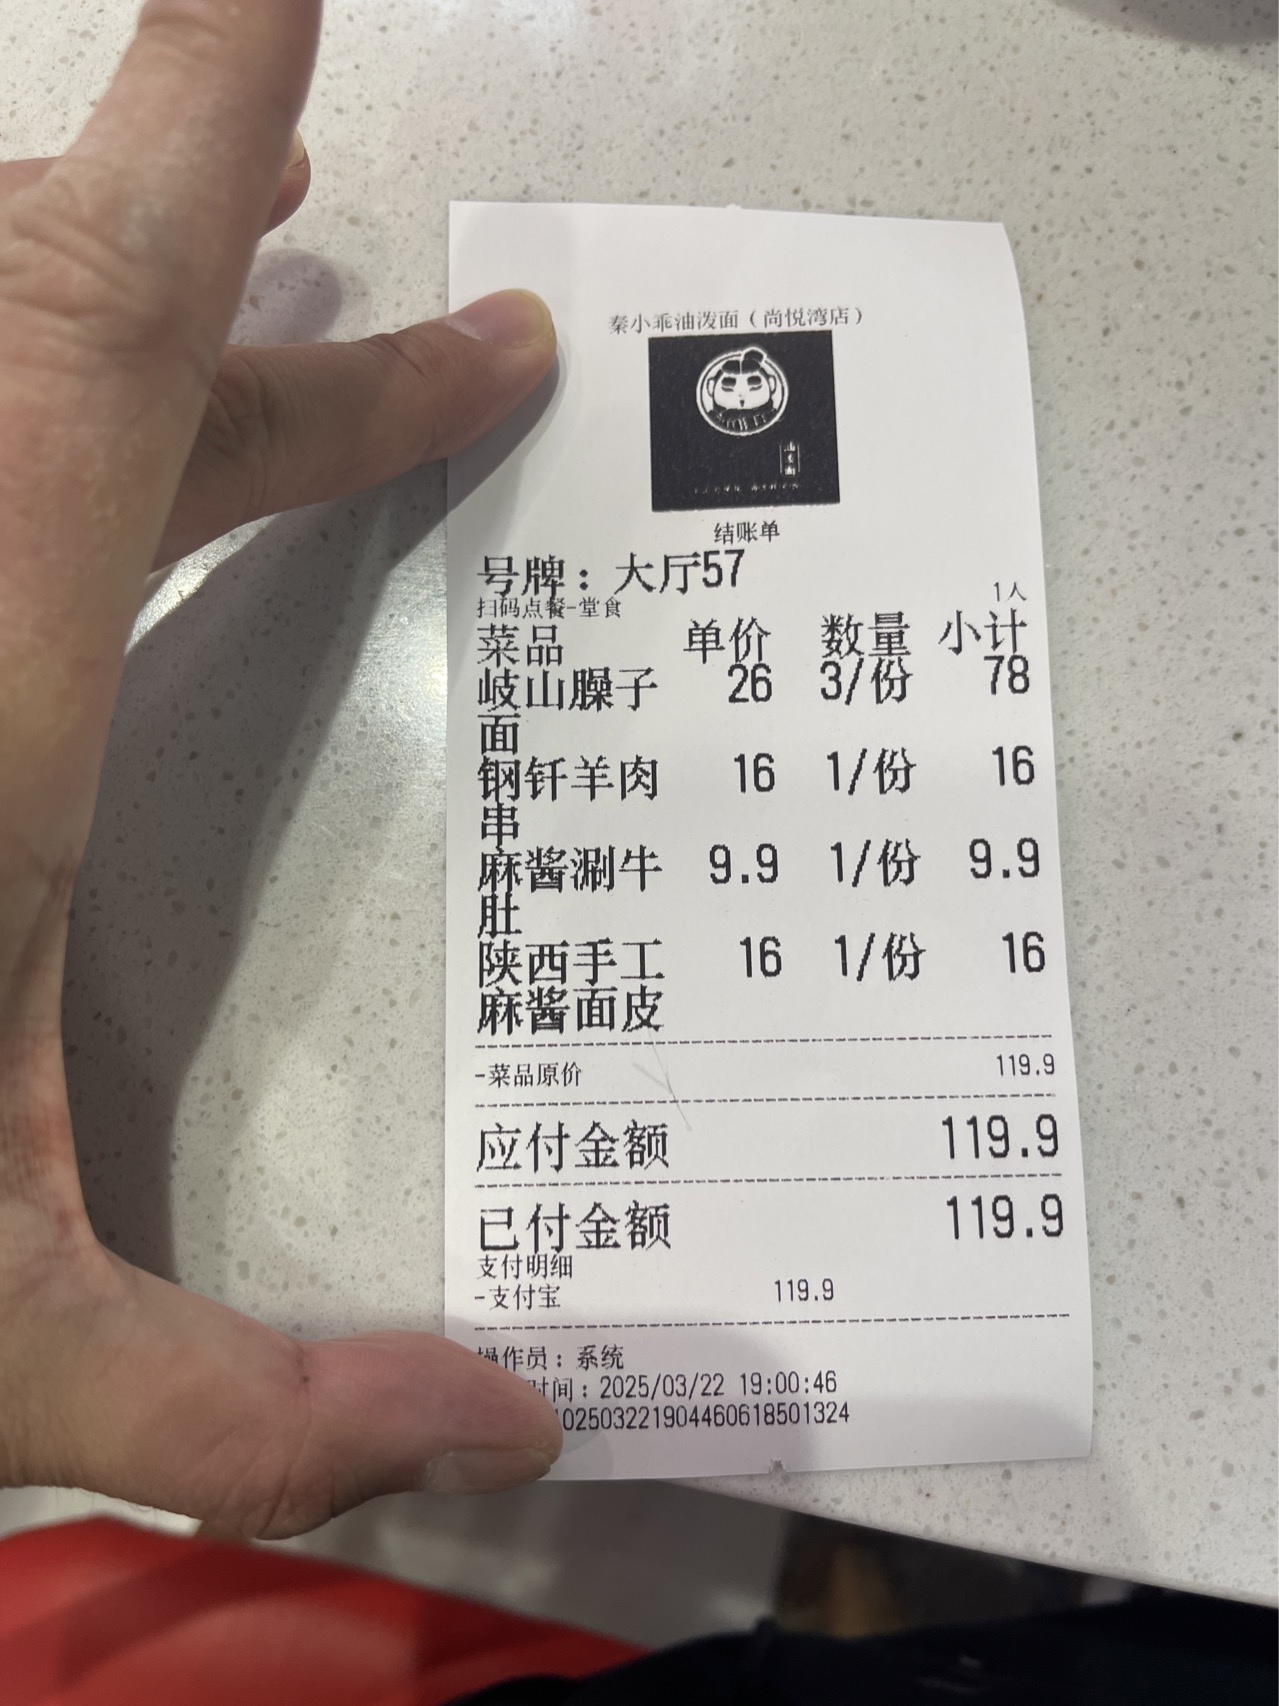 秦小乖油泼面（尚悦湾店）
结账单
号牌：大厅57
1人
扫码点餐-堂食
菜品 单价 数量 小计
岐山臊子面 26 3/份 78
钢钎羊肉串 16 1/份 16
麻酱涮牛肚 9.9 1/份 9.9
陕西手工麻酱面皮 16 1/份 16
-菜品原价 119.9
应付金额 119.9
已付金额 119.9
支付明细
-支付宝 119.9
操作员：系统
时间：2025/03/22 19:00:46
102503221904460618501324